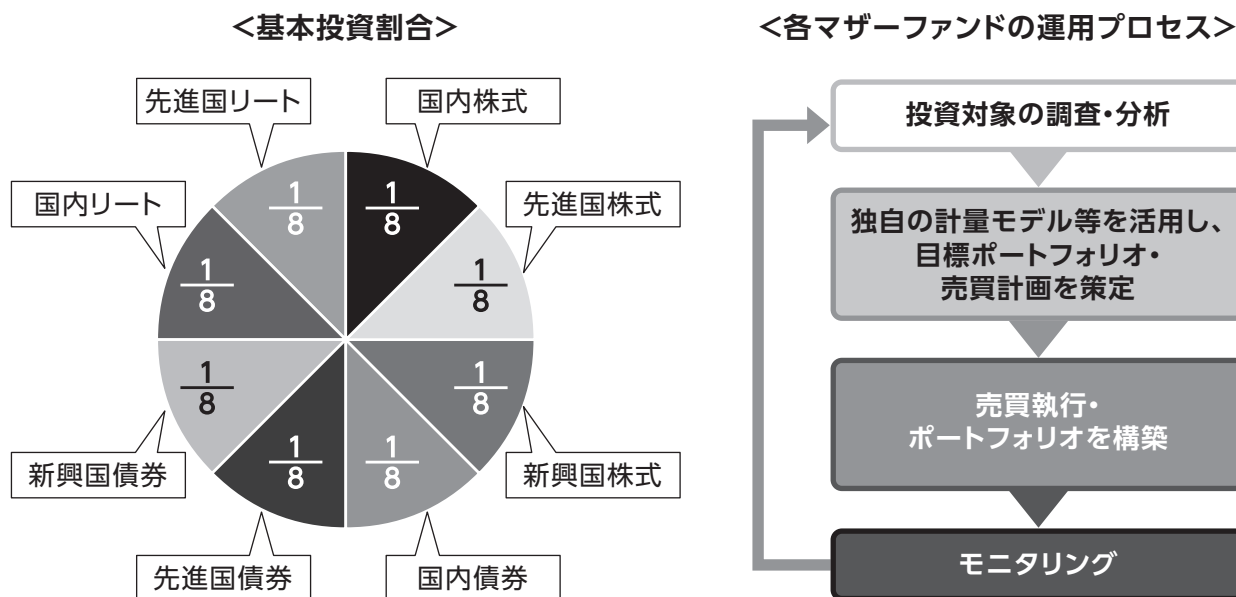 <基本投資割合>
先進国リート
国内株式
国内リート
先進国株式
1
8
1
8
1
8
1
8
1
8
1
8
1
8
1
8
新興国債券
新興国株式
先進国債券
国内債券
<各マザーファンドの運用プロセス>
投資対象の調査・分析
独自の計量モデル等を活用し、
目標ポートフォリオ・
売買計画を策定
売買執行・
ポートフォリオを構築
モニタリング